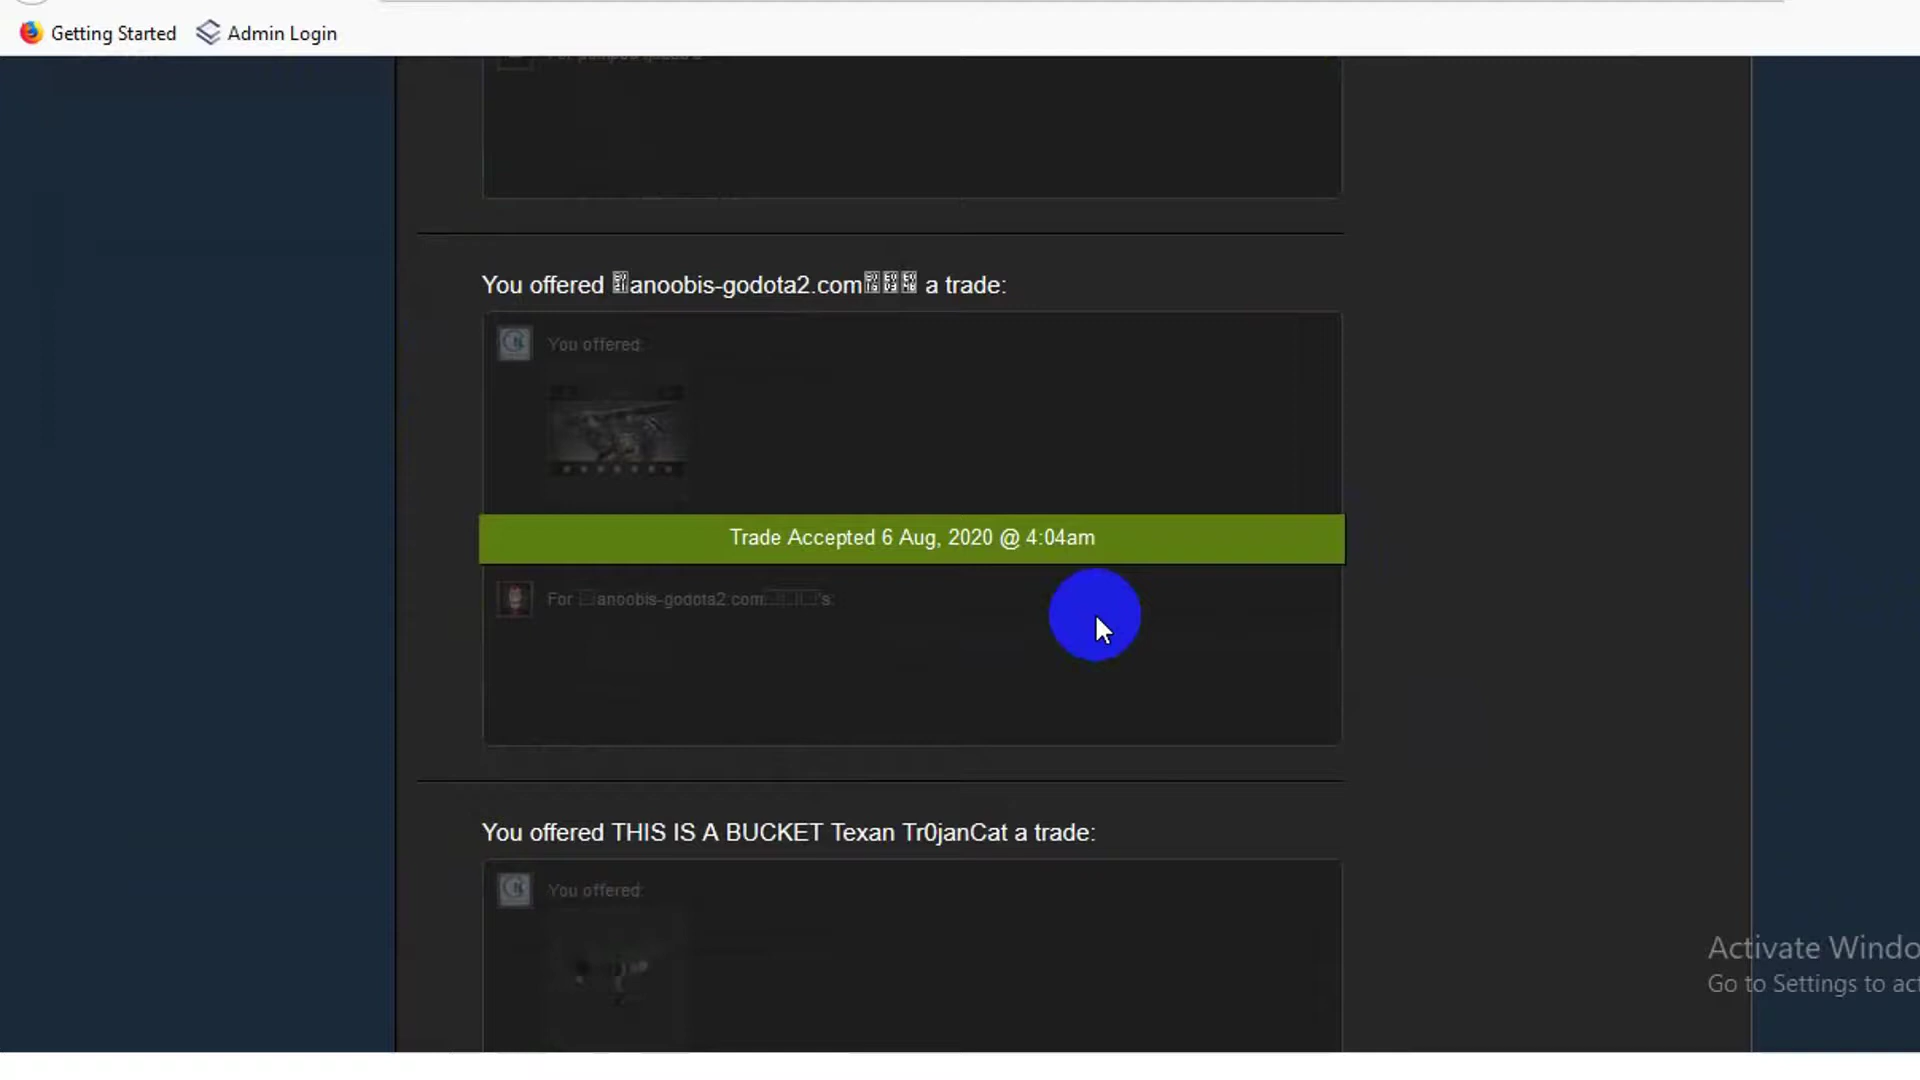 Getting Started
Admin Login
You offered anoobis-godota2.com a trade:
You offered:
Trade Accepted 6 Aug, 2020 @ 4:04am
For anoobis-godota2.com's:
You offered THIS IS A BUCKET Texan Tr0janCat a trade:
You offered:
Activate Windo
Go to Settings to act